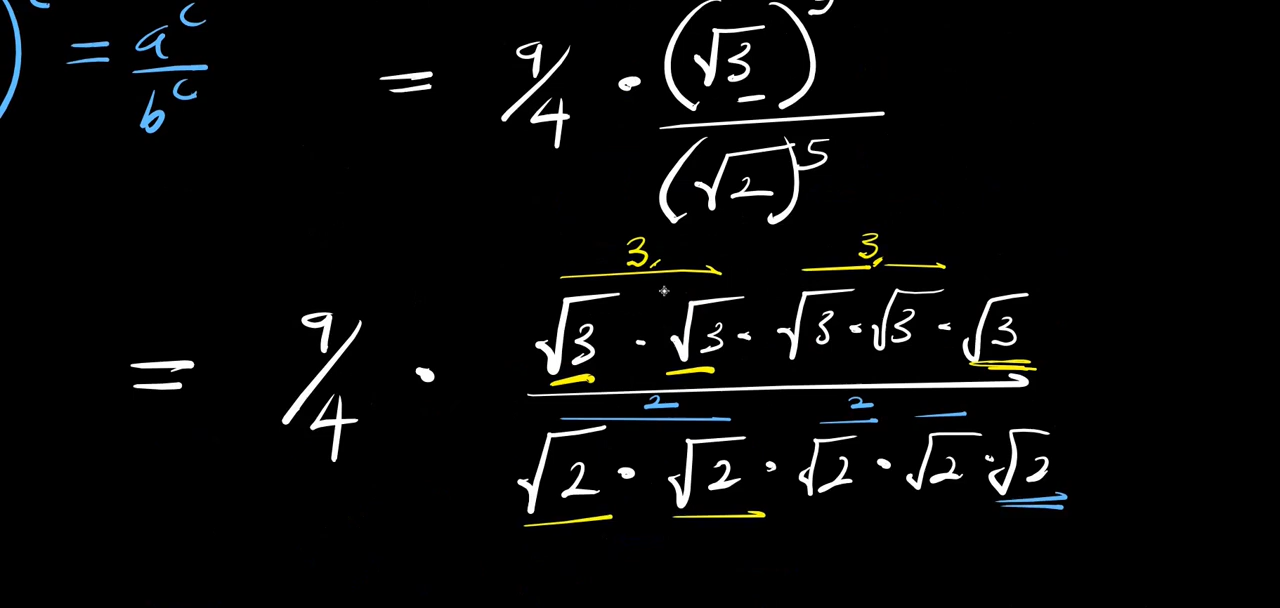 ) = a^c / b^c = 9/4 · (√3)^5 / (√2)^5
3, 3,
= 9/4 · √3 · √3 · √3 · √3 · √3
2 2
√2 · √2 · √2 · √2 · √2